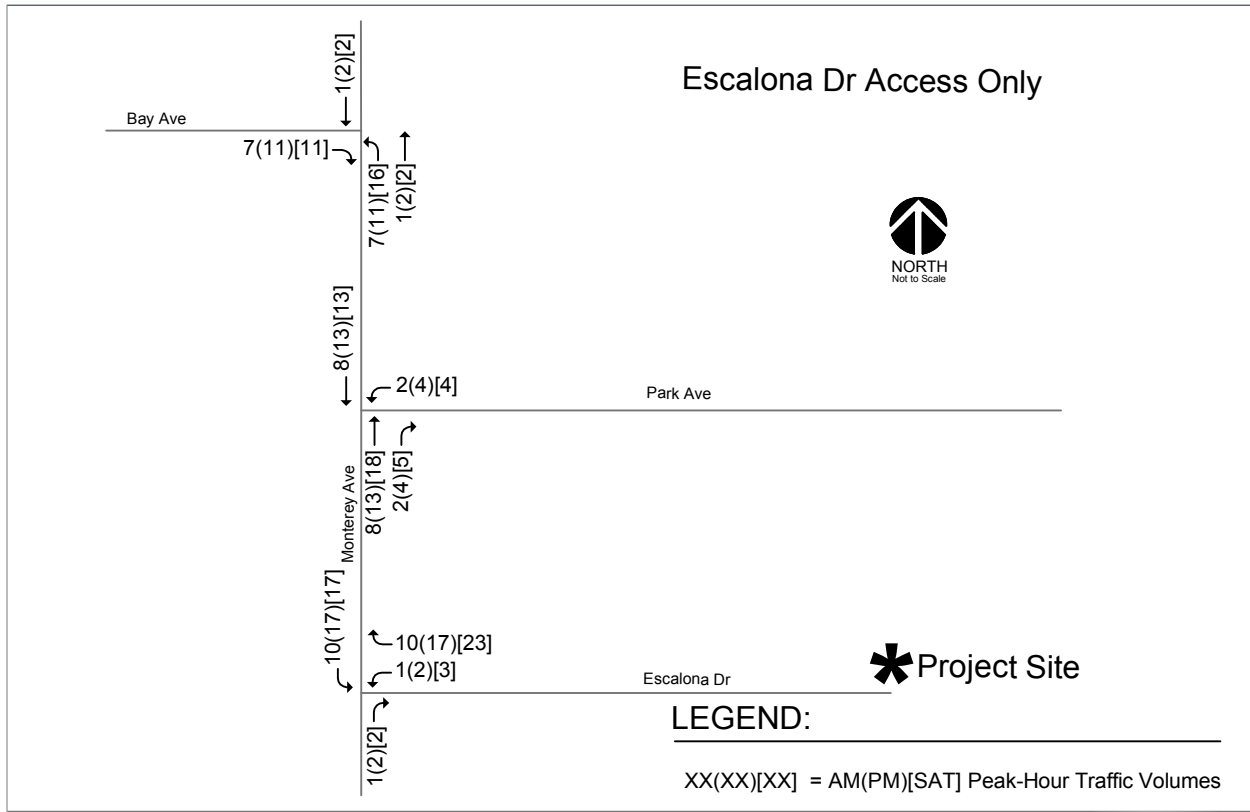 1(2)[2]
Escalona Dr Access Only
Bay Ave
7(11)[11]
7(11)[16]
1(2)[2]
NORTH
Not to Scale
8(13)[13]
2(4)[4]
Park Ave
8(13)[18]
2(4)[5]
Monterey Ave
10(17)[17]
10(17)[23]
1(2)[3]
Escalona Dr
Project Site
1(2)[2]
LEGEND:
XX(XX)[XX] = AM(PM)[SAT] Peak-Hour Traffic Volumes